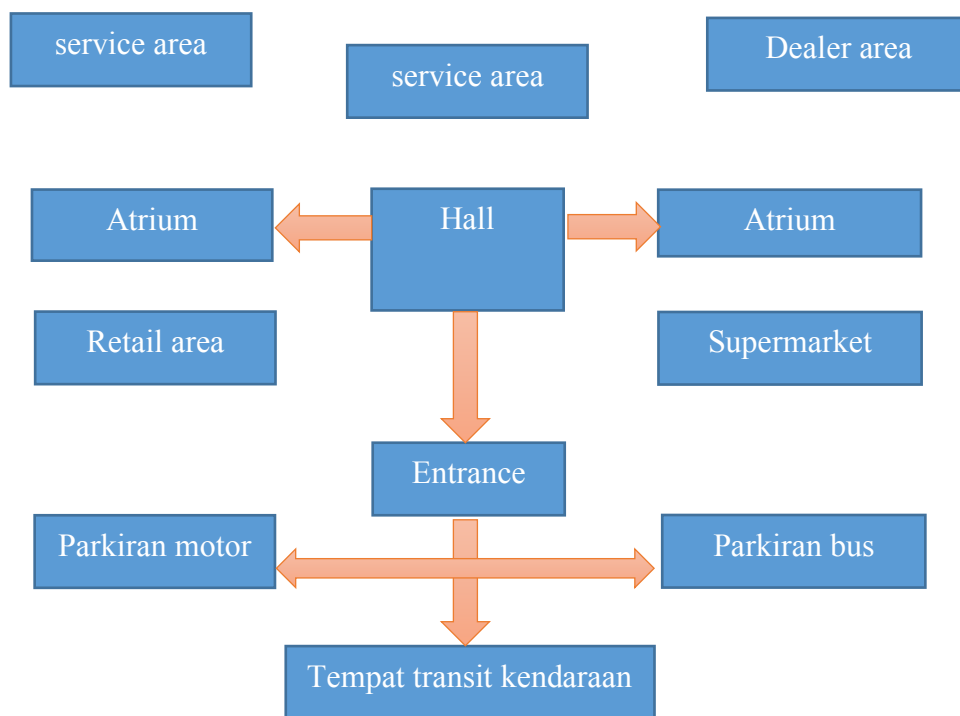 service area
service area
Dealer area
Atrium
Hall
Atrium
Retail area
Supermarket
Entrance
Parkiran motor
Parkiran bus
Tempat transit kendaraan